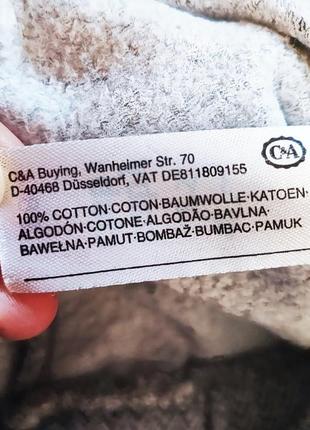 C&A
C&A Buying, Wanheimer Str. 70
D-40468 Düsseldorf, VAT DE811809155
100% COTTON·COTON·BAUMWOLLE·KATOEN·
ALGODÓN·COTONE·ALGODÃO·BAVLNA·
BAWEŁNA·PAMUT·BOMBAŽ·BUMBAC·PAMUK